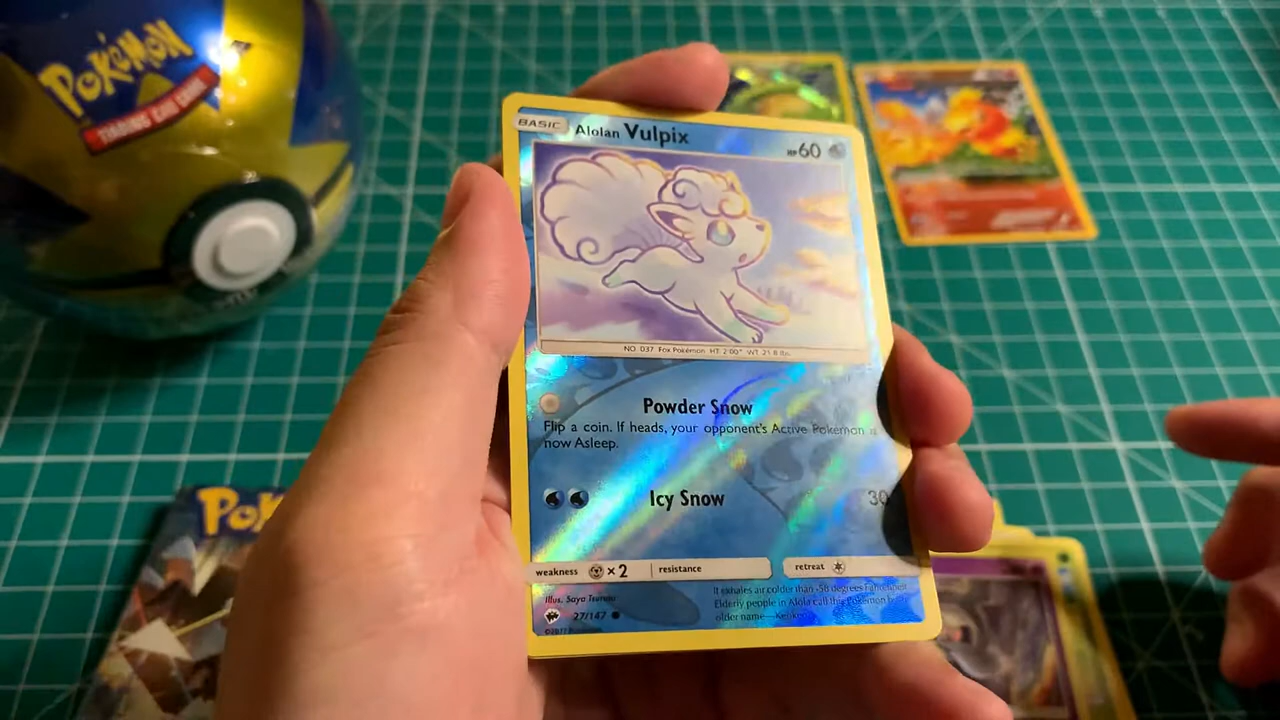 POKéMON
TRADING CARD GAME
BASIC Alolan Vulpix HP60
NO. 037 Fox Pokémon HT: 2'00" WT: 21.8 lbs.
Powder Snow
Flip a coin. If heads, your opponent's Active Pokémon is
now Asleep.
Icy Snow 30
weakness ×2 resistance retreat
Illus. Saya Tsuruta
27/147
It exhales air colder than -58 degrees Fahrenheit.
Elderly people in Alola call this Pokémon by
older name—Keokeo.
Pok